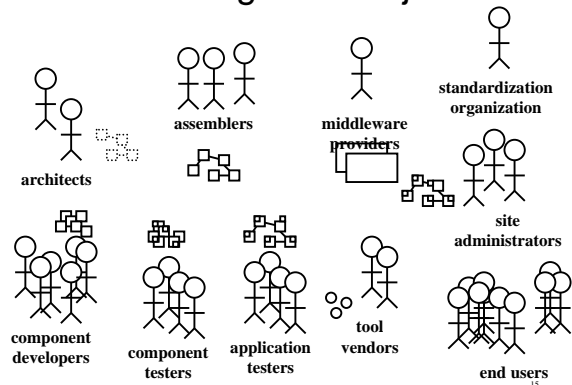 standardization
organization
assemblers
middleware
providers
architects
site
administrators
component
developers
component
testers
application
testers
tool
vendors
end users
15